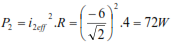 P₂ = i₂eff².R = (−6/√2)².4 = 72W